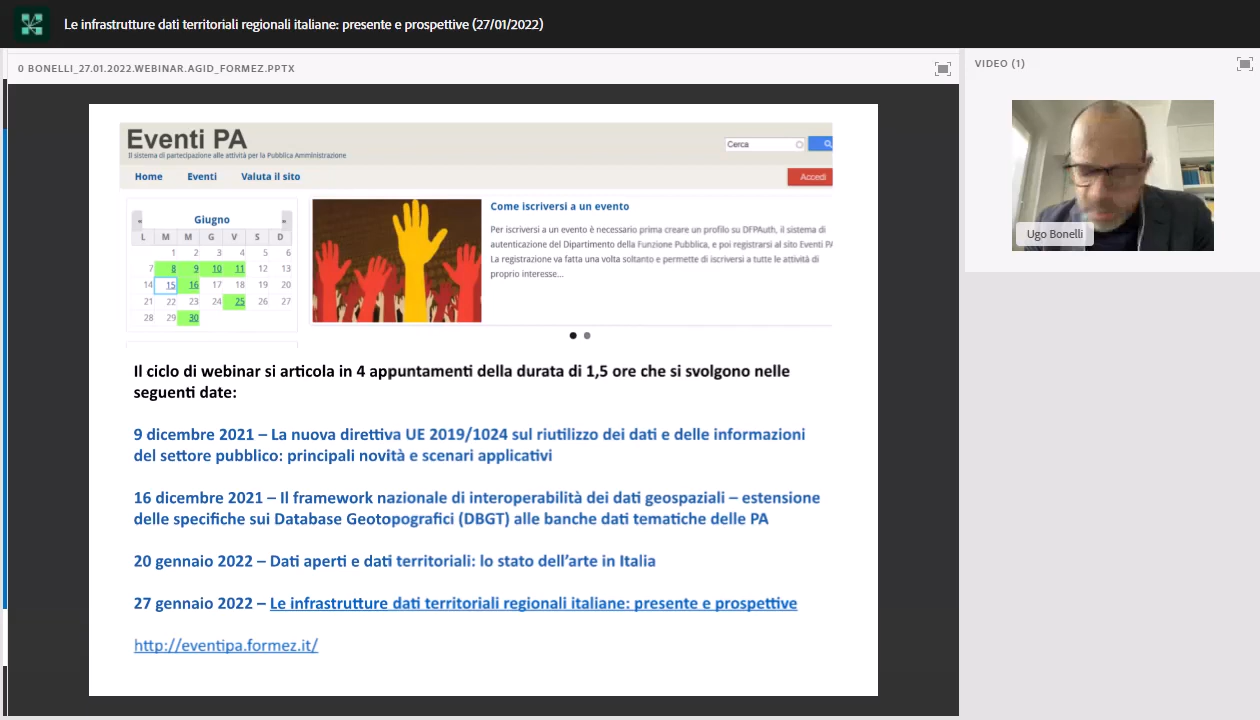 Le infrastrutture dati territoriali regionali italiane: presente e prospettive (27/01/2022)
0 BONELLI_27.01.2022.WEBINAR.AGID_FORMEZ.PPTX
VIDEO (1)
Ugo Bonelli
Eventi PA
Il sistema di partecipazione alle attività per la Pubblica Amministrazione
Cerca
Home Eventi Valuta il sito
Accedi
« Giugno »
L M M G V S D
1 2 3 4 5 6
7 8 9 10 11 12 13
14 15 16 17 18 19 20
21 22 23 24 25 26 27
28 29 30
Come iscriversi a un evento
Per iscriversi a un evento è necessario prima creare un profilo su DFPAuth, il sistema di
autenticazione del Dipartimento della Funzione Pubblica, e poi registrarsi al sito Eventi PA
La registrazione va fatta una volta soltanto e permette di iscriversi a tutte le attività di
proprio interesse...
Il ciclo di webinar si articola in 4 appuntamenti della durata di 1,5 ore che si svolgono nelle
seguenti date:
9 dicembre 2021 – La nuova direttiva UE 2019/1024 sul riutilizzo dei dati e delle informazioni
del settore pubblico: principali novità e scenari applicativi
16 dicembre 2021 – Il framework nazionale di interoperabilità dei dati geospaziali – estensione
delle specifiche sui Database Geotopografici (DBGT) alle banche dati tematiche delle PA
20 gennaio 2022 – Dati aperti e dati territoriali: lo stato dell’arte in Italia
27 gennaio 2022 – Le infrastrutture dati territoriali regionali italiane: presente e prospettive
http://eventipa.formez.it/